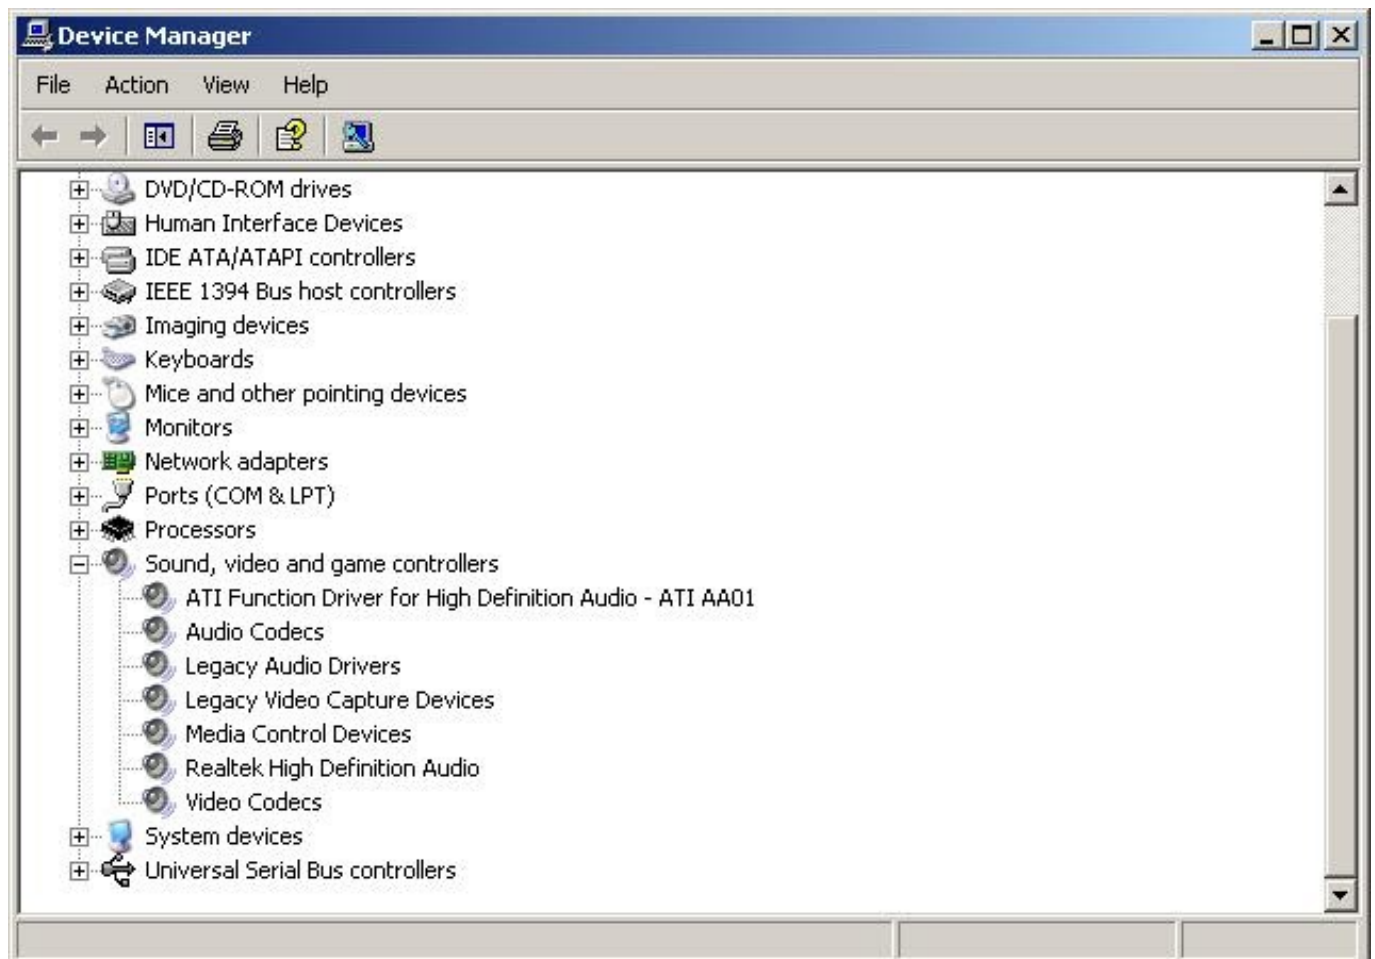 Device Manager
File Action View Help
DVD/CD-ROM drives
Human Interface Devices
IDE ATA/ATAPI controllers
IEEE 1394 Bus host controllers
Imaging devices
Keyboards
Mice and other pointing devices
Monitors
Network adapters
Ports (COM & LPT)
Processors
Sound, video and game controllers
ATI Function Driver for High Definition Audio - ATI AA01
Audio Codecs
Legacy Audio Drivers
Legacy Video Capture Devices
Media Control Devices
Realtek High Definition Audio
Video Codecs
System devices
Universal Serial Bus controllers